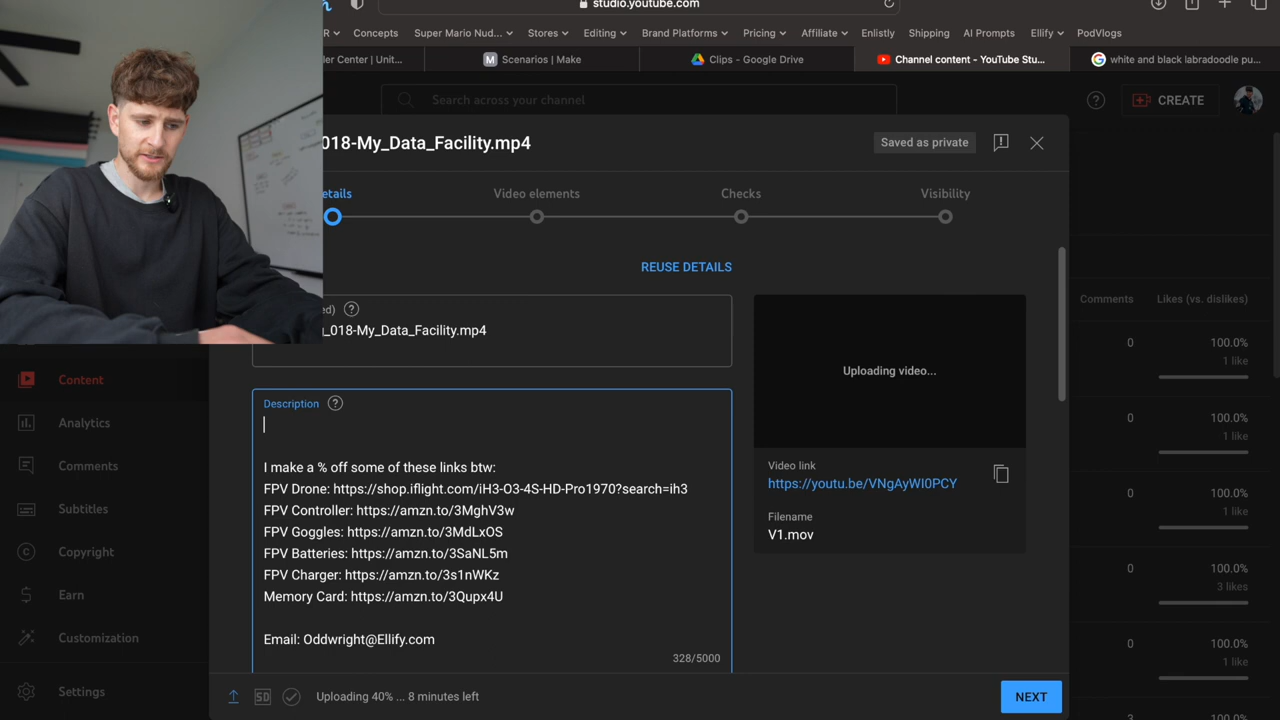 studio.youtube.com
R Concepts Super Mario Nud... Stores Editing Brand Platforms Pricing Affiliate Enlistly Shipping AI Prompts Ellify PodVlogs
ler Center | Unit... M Scenarios | Make Clips - Google Drive Channel content - YouTube Stu... white and black labradoodle pu...
Search across your channel
CREATE
018-My_Data_Facility.mp4
Saved as private
etails
Video elements
Checks
Visibility
REUSE DETAILS
ed)
_018-My_Data_Facility.mp4
Description
I make a % off some of these links btw:
FPV Drone: https://shop.iflight.com/iH3-O3-4S-HD-Pro1970?search=ih3
FPV Controller: https://amzn.to/3MghV3w
FPV Goggles: https://amzn.to/3MdLxOS
FPV Batteries: https://amzn.to/3SaNL5m
FPV Charger: https://amzn.to/3s1nWKz
Memory Card: https://amzn.to/3Qupx4U
Email: Oddwright@Ellify.com
328/5000
Uploading video...
Video link
https://youtu.be/VNgAyWI0PCY
Filename
V1.mov
SD
Uploading 40% ... 8 minutes left
NEXT
Content
Analytics
Comments
Subtitles
Copyright
Earn
Customization
Settings
Comments Likes (vs. dislikes)
0 100.0%
1 like
0 100.0%
1 like
0 100.0%
1 like
0 100.0%
3 likes
0 100.0%
1 like